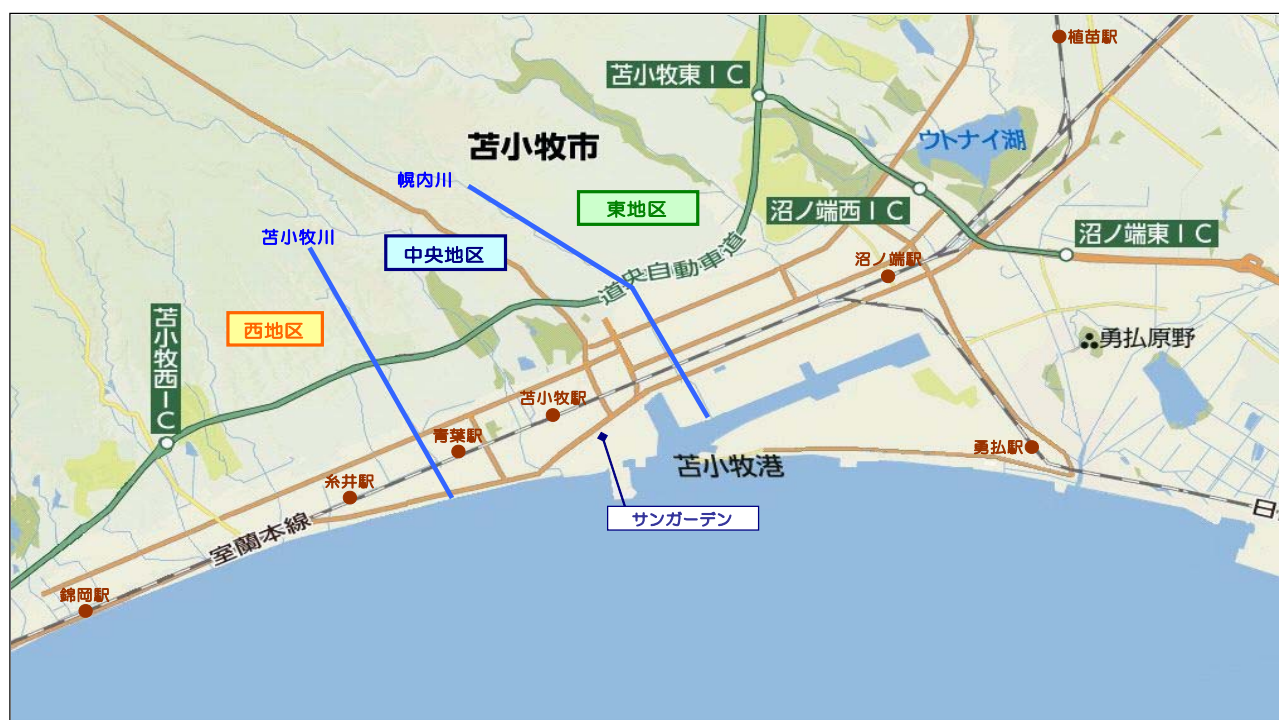 植苗駅
苫小牧東IC
苫小牧市
ウトナイ湖
幌内川
東地区
沼ノ端西IC
苫小牧川
中央地区
沼ノ端東IC
道央自動車道
沼ノ端駅
西地区
苫小牧西IC
勇払原野
苫小牧駅
青葉駅
勇払駅
苫小牧港
糸井駅
サンガーデン
室蘭本線
日
錦岡駅